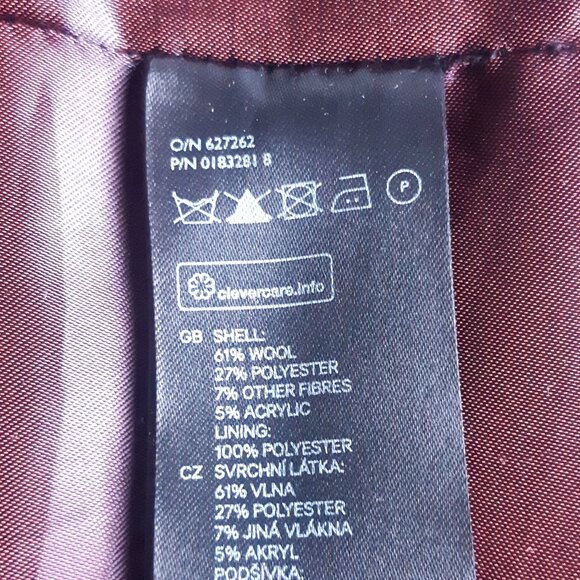 O/N 627262
P/N 0183281 8
P
clevercare.info
GB SHELL:
61% WOOL
27% POLYESTER
7% OTHER FIBRES
5% ACRYLIC
LINING:
100% POLYESTER
CZ SVRCHNÍ LÁTKA:
61% VLNA
27% POLYESTER
7% JINÁ VLÁKNA
5% AKRYL
PODŠÍVKA: